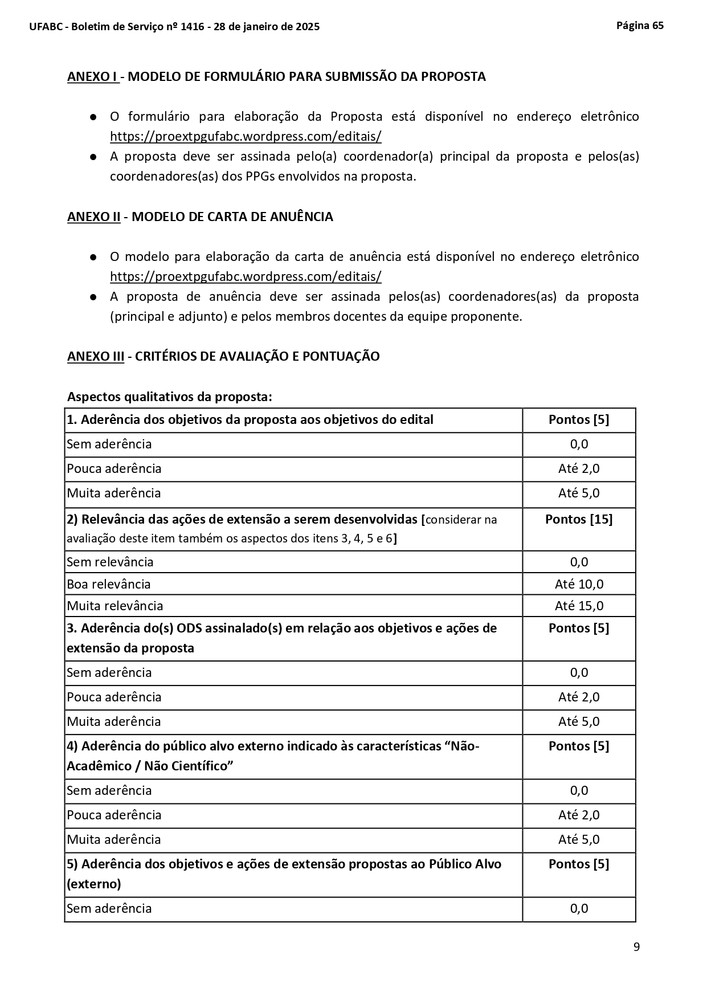 UFABC - Boletim de Serviço nº 1416 - 28 de janeiro de 2025
Página 65
ANEXO I - MODELO DE FORMULÁRIO PARA SUBMISSÃO DA PROPOSTA
● O formulário para elaboração da Proposta está disponível no endereço eletrônico
https://proextpgufabc.wordpress.com/editais/
● A proposta deve ser assinada pelo(a) coordenador(a) principal da proposta e pelos(as)
coordenadores(as) dos PPGs envolvidos na proposta.
ANEXO II - MODELO DE CARTA DE ANUÊNCIA
● O modelo para elaboração da carta de anuência está disponível no endereço eletrônico
https://proextpgufabc.wordpress.com/editais/
● A proposta de anuência deve ser assinada pelos(as) coordenadores(as) da proposta
(principal e adjunto) e pelos membros docentes da equipe proponente.
ANEXO III - CRITÉRIOS DE AVALIAÇÃO E PONTUAÇÃO
Aspectos qualitativos da proposta:
1. Aderência dos objetivos da proposta aos objetivos do edital Pontos [5]
Sem aderência 0,0
Pouca aderência Até 2,0
Muita aderência Até 5,0
2) Relevância das ações de extensão a serem desenvolvidas [considerar na Pontos [15]
avaliação deste item também os aspectos dos itens 3, 4, 5 e 6]
Sem relevância 0,0
Boa relevância Até 10,0
Muita relevância Até 15,0
3. Aderência do(s) ODS assinalado(s) em relação aos objetivos e ações de Pontos [5]
extensão da proposta
Sem aderência 0,0
Pouca aderência Até 2,0
Muita aderência Até 5,0
4) Aderência do público alvo externo indicado às características “Não- Pontos [5]
Acadêmico / Não Científico”
Sem aderência 0,0
Pouca aderência Até 2,0
Muita aderência Até 5,0
5) Aderência dos objetivos e ações de extensão propostas ao Público Alvo Pontos [5]
(externo)
Sem aderência 0,0
9